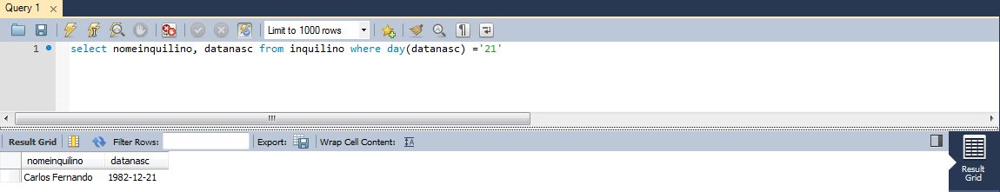 Query 1
Limit to 1000 rows
1 select nomeinquilino, datanasc from inquilino where day(datanasc) ='21'
Result Grid Filter Rows: Export: Wrap Cell Content:
nomeinquilino datanasc
Carlos Fernando 1982-12-21
Result
Grid